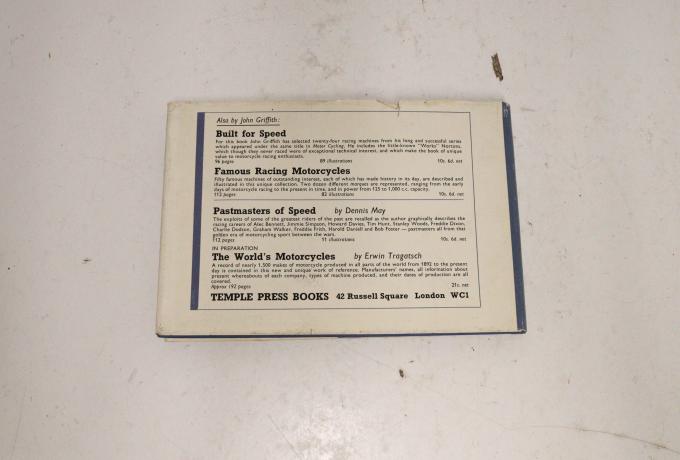 Also by John Griffith:
Built for Speed
For this book John Griffith has selected twenty-four racing machines from his long and successful series
which appeared under the same title in Motor Cycling. He includes the little-known "Works" Nortons,
which though they never raced were of exceptional technical interest, and which make the book of unique
value to motorcycle racing enthusiasts.
96 pages 89 illustrations 10s. 6d. net
Famous Racing Motorcycles
Fifty famous machines of outstanding interest, each of which has made history in its day, are described and
illustrated in this unique collection. Two dozen different marques are represented, ranging from the early
days of motorcycle racing to the present time, and in power from 125 to 1,000 c.c. capacity.
112 pages 82 illustrations 10s. 6d. net
Pastmasters of Speed by Dennis May
The exploits of some of the greatest riders of the past are recalled as the author graphically describes the
racing careers of Alec Bennett, Jimmie Simpson, Howard Davies, Tim Hunt, Stanley Woods, Freddie Dixon,
Charlie Dodson, Graham Walker, Freddie Frith, Harold Daniell and Bob Foster — pastmasters all from that
golden era of motorcycling sport between the wars.
112 pages 51 illustrations 10s. 6d. net
IN PREPARATION
The World's Motorcycles by Erwin Tragatsch
A record of nearly 1,500 makes of motorcycle produced in all parts of the world from 1892 to the present
day is contained in this new and unique work of reference. Manufacturers' names, all information about
present whereabouts of each company, types of machine produced, and their dates of production are all
covered.
Approx 192 pages 21s. net
TEMPLE PRESS BOOKS 42 Russell Square London WC1